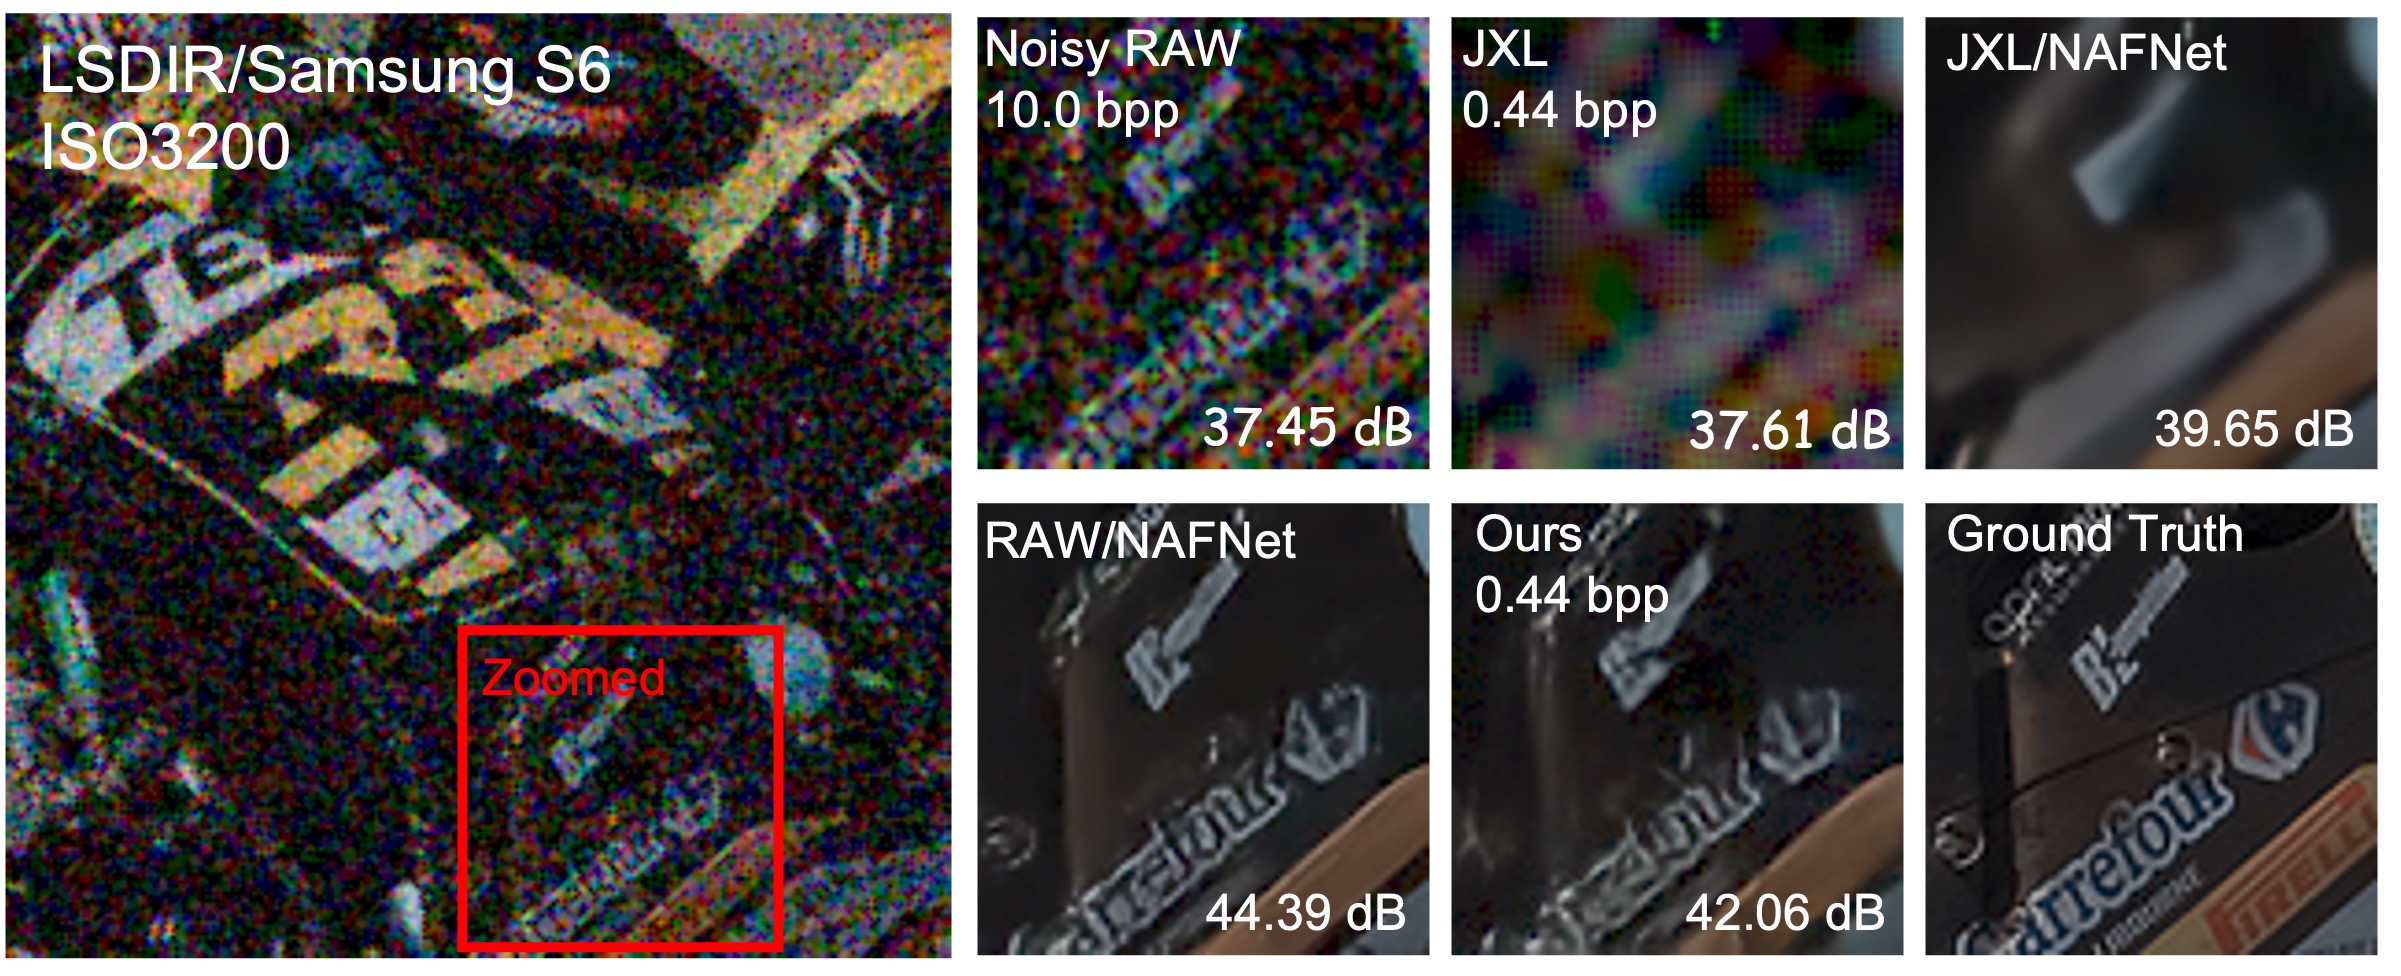 LSDIR/Samsung S6
ISO3200
Zoomed
Noisy RAW
10.0 bpp
37.45 dB
JXL
0.44 bpp
37.61 dB
JXL/NAFNet
39.65 dB
RAW/NAFNet
44.39 dB
Ours
0.44 bpp
42.06 dB
Ground Truth
arrefour